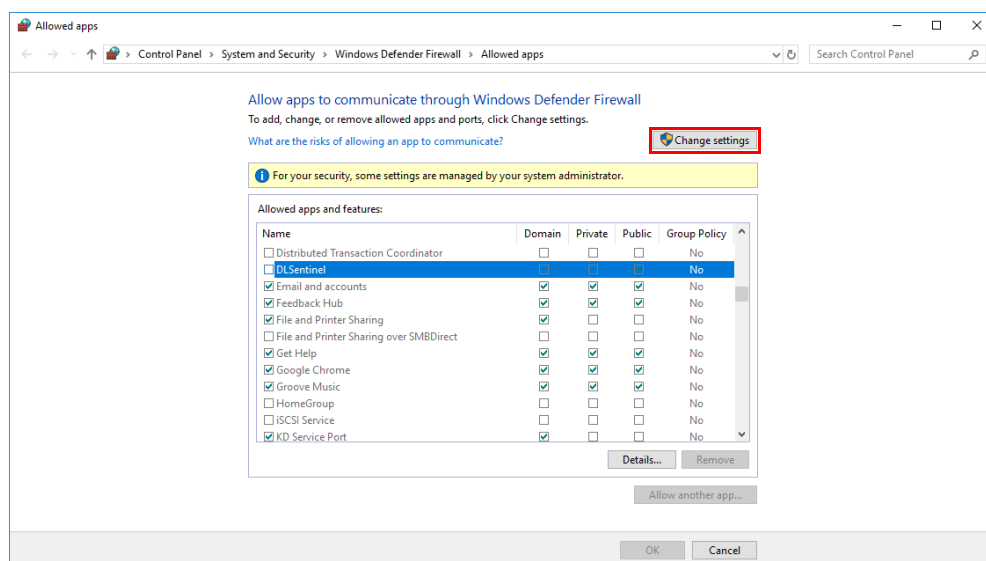 Allowed apps
Control Panel > System and Security > Windows Defender Firewall > Allowed apps
Search Control Panel
Allow apps to communicate through Windows Defender Firewall
To add, change, or remove allowed apps and ports, click Change settings.
What are the risks of allowing an app to communicate?
Change settings
For your security, some settings are managed by your system administrator.
Allowed apps and features:
Name Domain Private Public Group Policy
Distributed Transaction Coordinator No
DLSentinel No
Email and accounts No
Feedback Hub No
File and Printer Sharing No
File and Printer Sharing over SMBDirect No
Get Help No
Google Chrome No
Groove Music No
HomeGroup No
iSCSI Service No
KD Service Port No
Details... Remove
Allow another app...
OK Cancel